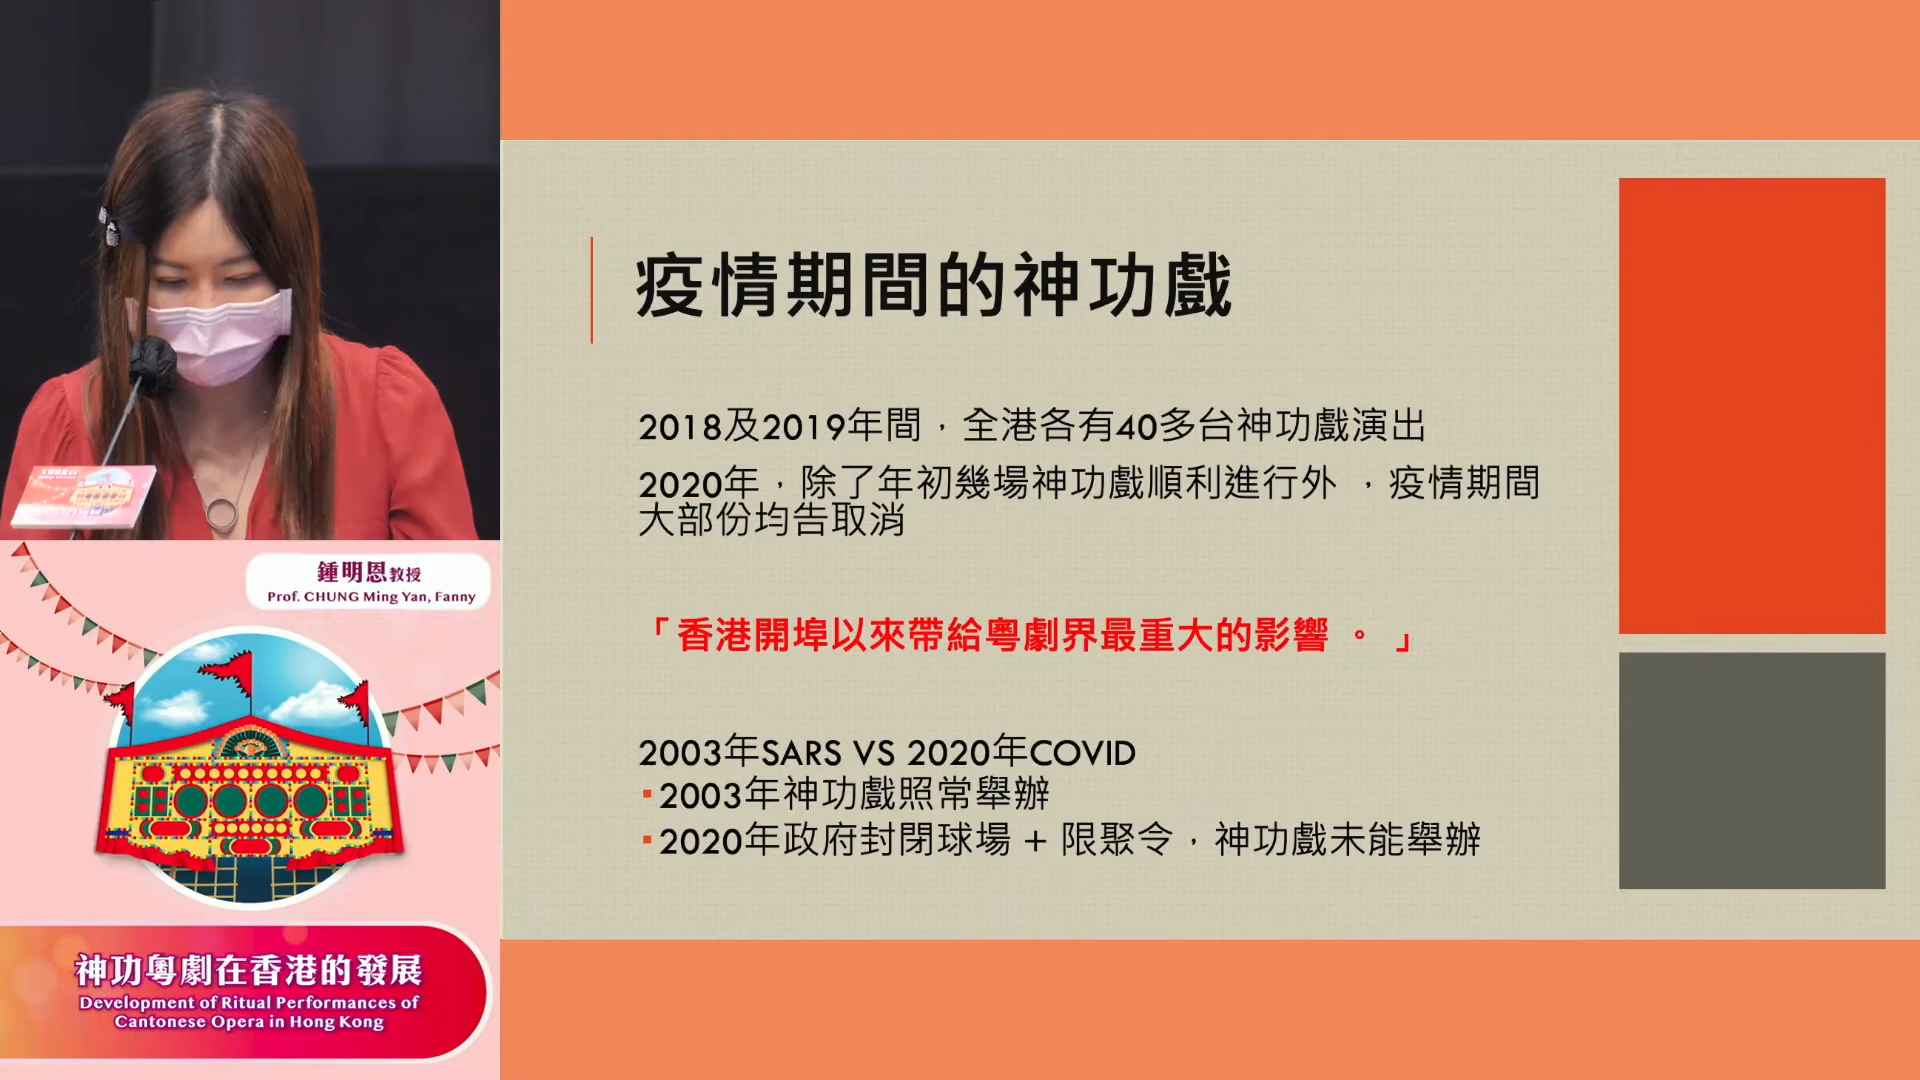 疫情期間的神功戲
2018及2019年間，全港各有40多台神功戲演出
2020年，除了年初幾場神功戲順利進行外 ，疫情期間
大部份均告取消
「香港開埠以來帶給粵劇界最重大的影響 。 」
2003年SARS VS 2020年COVID
▪2003年神功戲照常舉辦
▪2020年政府封閉球場 + 限聚令，神功戲未能舉辦
鍾明恩教授
Prof. CHUNG Ming Yan, Fanny
神功粵劇在香港的發展
Development of Ritual Performances of
Cantonese Opera in Hong Kong